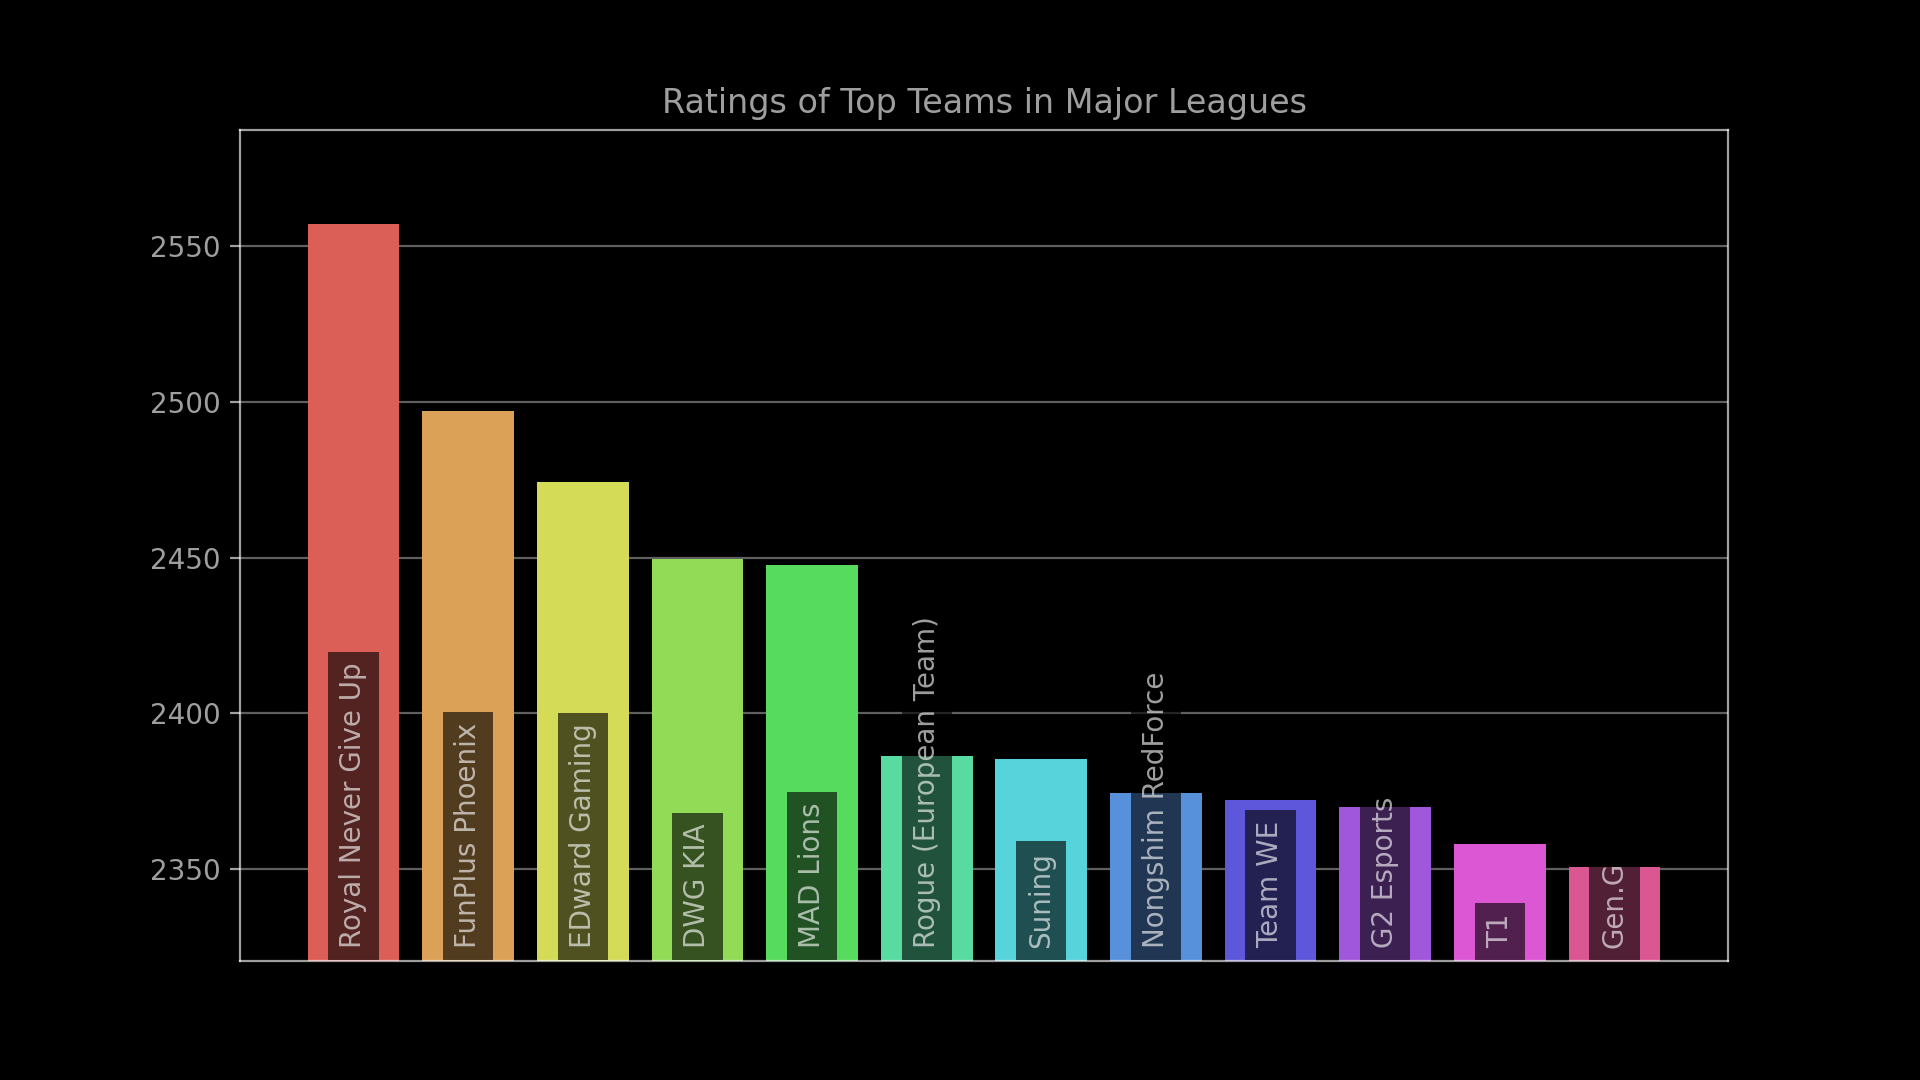 Ratings of Top Teams in Major Leagues
2550
2500
2450
2400
2350
Royal Never Give Up
FunPlus Phoenix
EDward Gaming
DWG KIA
MAD Lions
Rogue (European Team)
Suning
Nongshim RedForce
Team WE
G2 Esports
T1
Gen.G